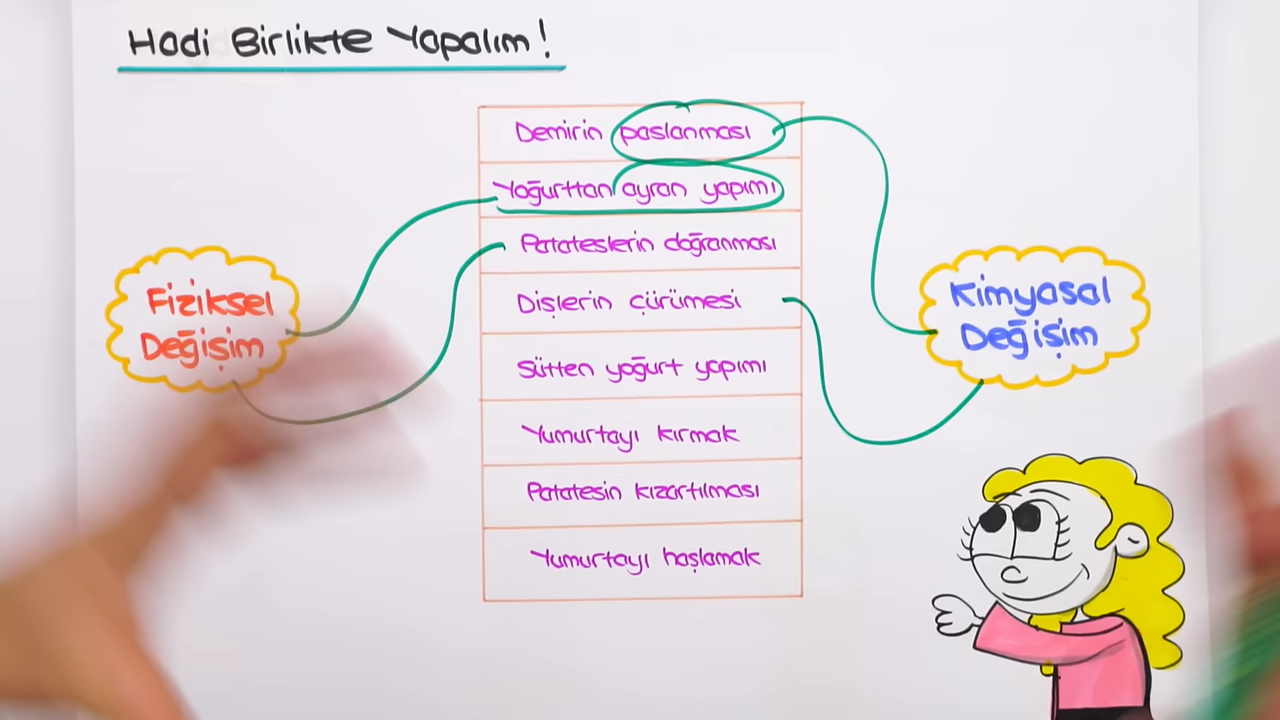 Hadi Birlikte Yapalım!
Demirin paslanması
Yoğurttan ayran yapımı
Patateslerin doğranması
Dişlerin çürümesi
Sütten yoğurt yapımı
Yumurtayı kırmak
Patatesin kızartılması
Yumurtayı haşlamak
Fiziksel
Değişim
Kimyasal
Değişim